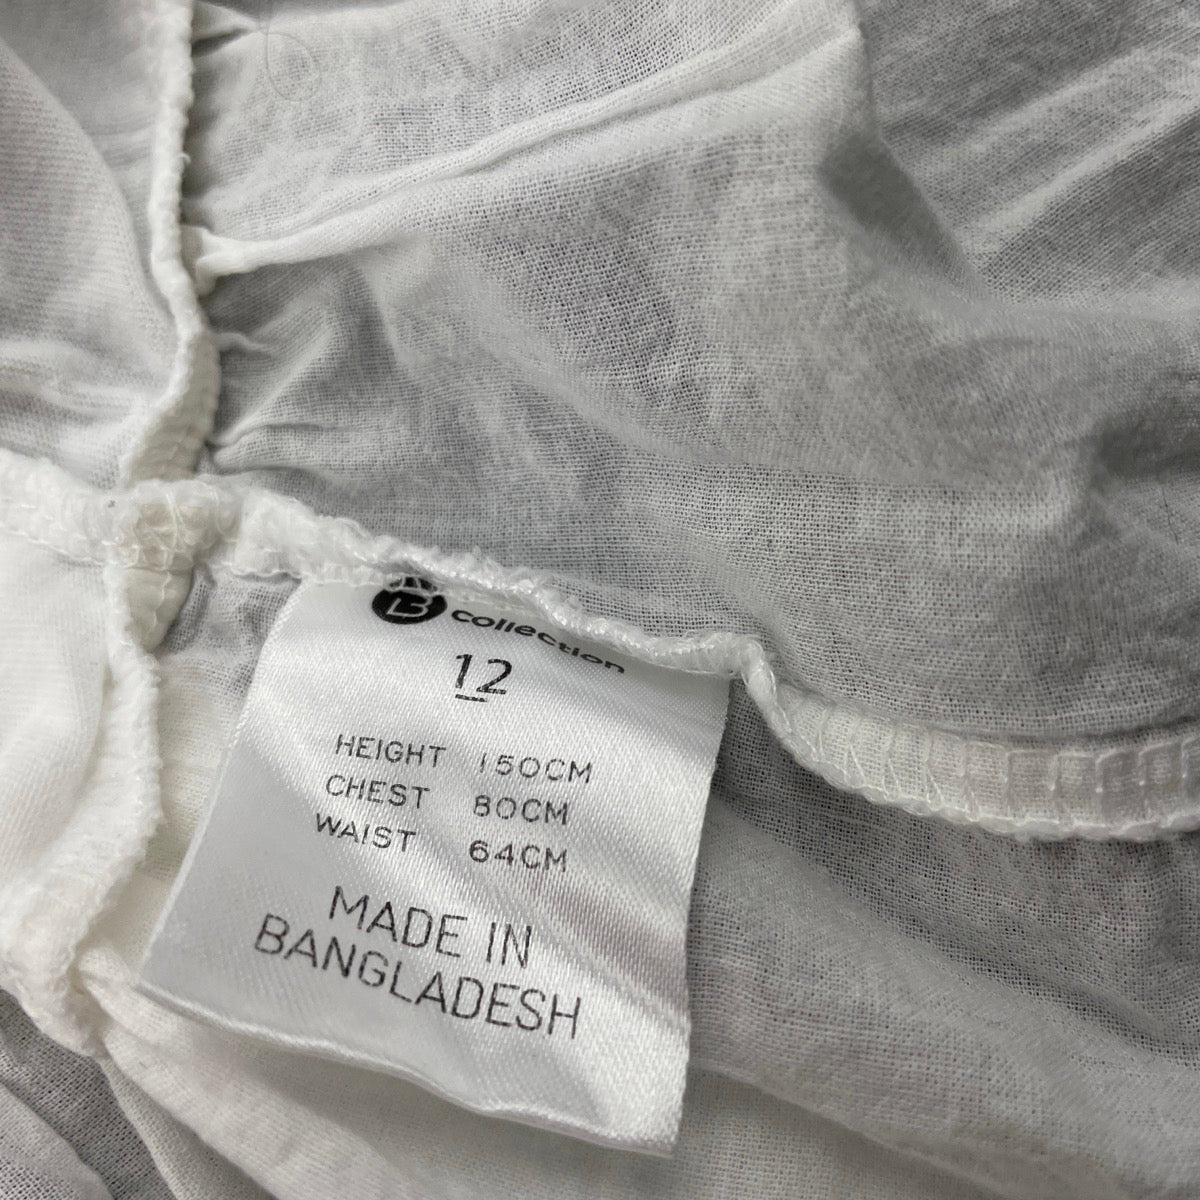 B collection
12
HEIGHT 150CM
CHEST 80CM
WAIST 64CM
MADE IN
BANGLADESH